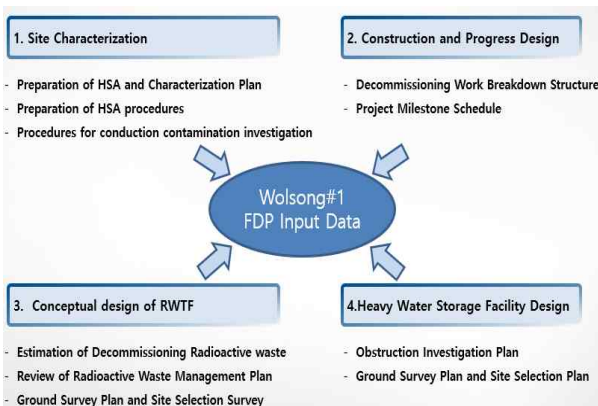 1. Site Characterization
- Preparation of HSA and Characterization Plan
- Preparation of HSA procedures
- Procedures for conduction contamination investigation
2. Construction and Progress Design
- Decommissioning Work Breakdown Structure
- Project Milestone Schedule
Wolsong#1
FDP Input Data
3. Conceptual design of RWTF
- Estimation of Decommissioning Radioactive waste
- Review of Radioactive Waste Management Plan
- Ground Survey Plan and Site Selection Survey
4.Heavy Water Storage Facility Design
- Obstruction Investigation Plan
- Ground Survey Plan and Site Selection Plan